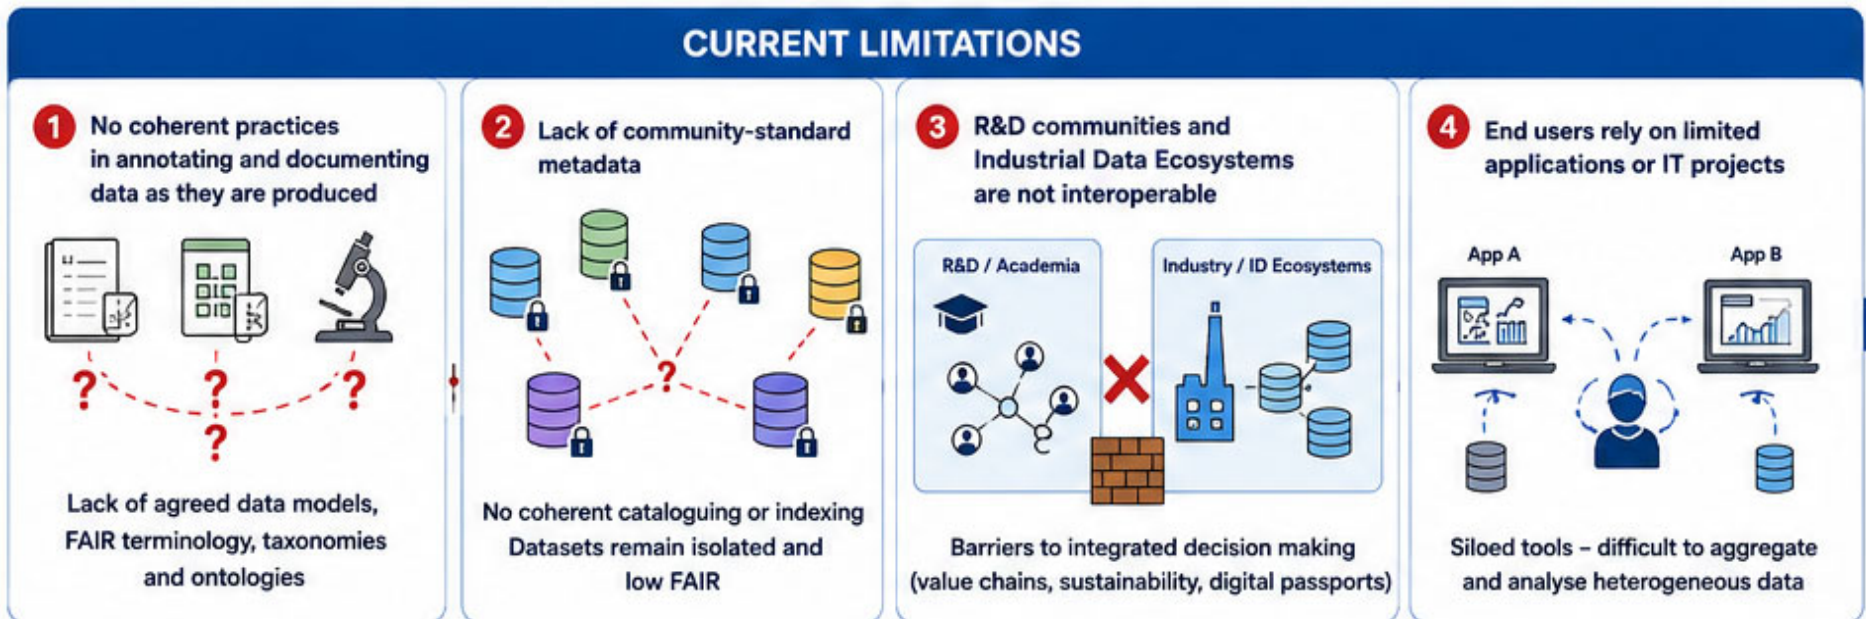 CURRENT LIMITATIONS
1
No coherent practices
in annotating and documenting
data as they are produced
?
?
?
?
Lack of agreed data models,
FAIR terminology, taxonomies
and ontologies
2
Lack of community-standard
metadata
?
No coherent cataloguing or indexing
Datasets remain isolated and
low FAIR
3
R&D communities and
Industrial Data Ecosystems
are not interoperable
R&D / Academia
Industry / ID Ecosystems
Barriers to integrated decision making
(value chains, sustainability, digital passports)
4
End users rely on limited
applications or IT projects
App A
App B
Siloed tools – difficult to aggregate
and analyse heterogeneous data